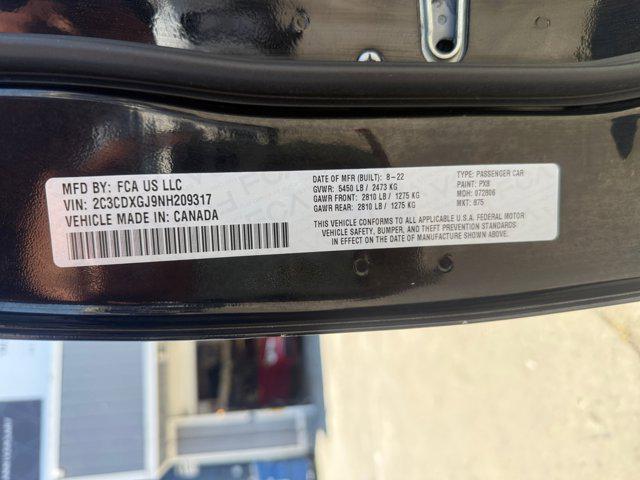 MFD BY: FCA US LLC
VIN: 2C3CDXGJ9NH209317
VEHICLE MADE IN: CANADA
DATE OF MFR (BUILT): 8-22
GVWR: 5450 LB / 2473 KG
GAWR FRONT: 2810 LB / 1275 KG
GAWR REAR: 2810 LB / 1275 KG
TYPE: PASSENGER CAR
PAINT: PX8
MDH: 072806
MKT: 875
THIS VEHICLE CONFORMS TO ALL APPLICABLE U.S.A. FEDERAL MOTOR
VEHICLE SAFETY, BUMPER, AND THEFT PREVENTION STANDARDS
IN EFFECT ON THE DATE OF MANUFACTURE SHOWN ABOVE.